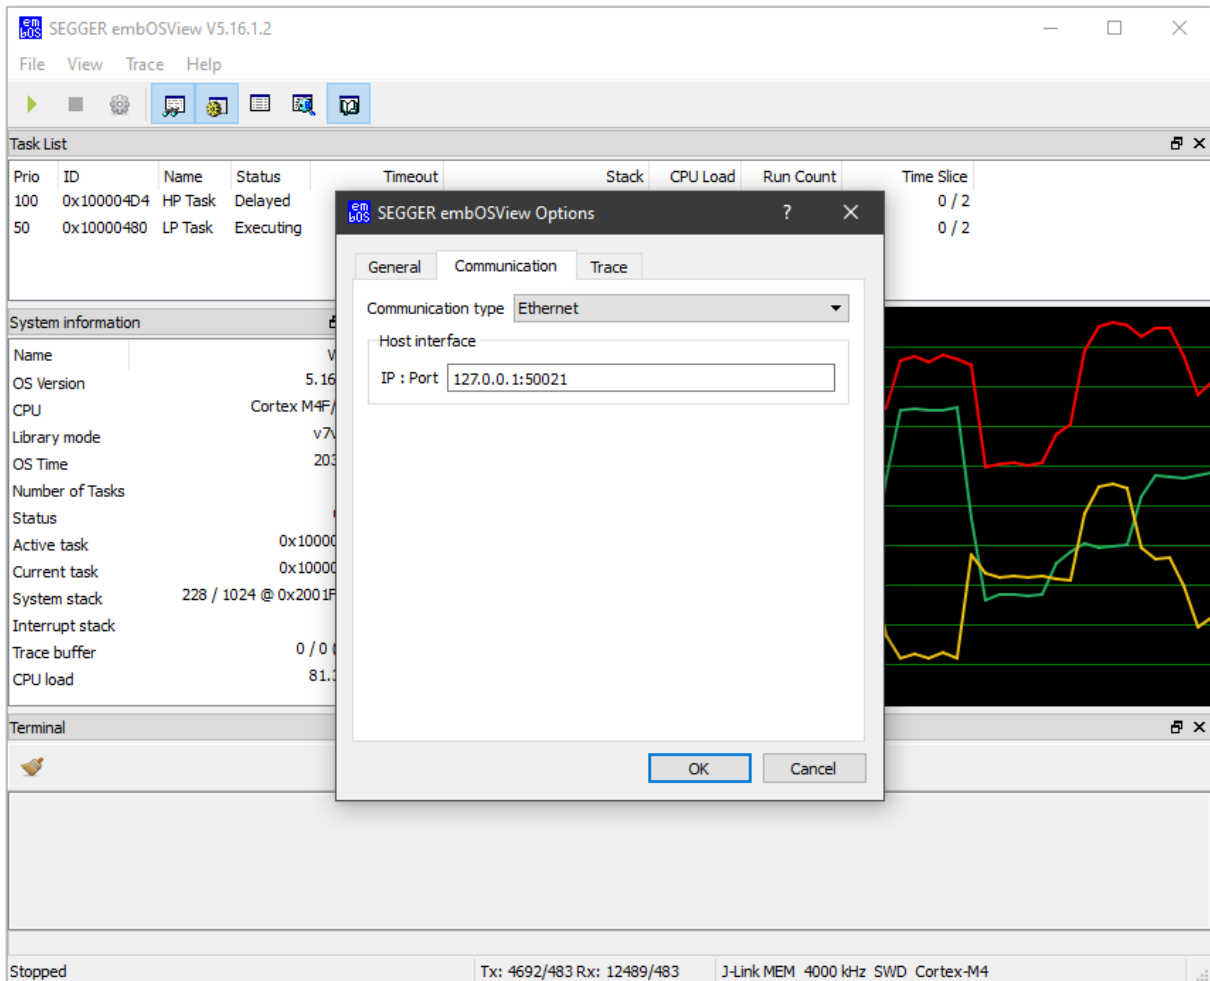 SEGGER embOSView V5.16.1.2
File View Trace Help
Task List
Prio ID Name Status Timeout Stack CPU Load Run Count Time Slice
100 0x100004D4 HP Task Delayed 0 / 2
50 0x10000480 LP Task Executing 0 / 2
SEGGER embOSView Options
General Communication Trace
Communication type Ethernet
Host interface
IP : Port 127.0.0.1:50021
OK Cancel
System information
Name
OS Version 5.16
CPU Cortex M4F/
Library mode
OS Time 203
Number of Tasks
Status
Active task 0x1000
Current task 0x1000
System stack 228 / 1024 @ 0x2001F
Interrupt stack
Trace buffer 0 / 0
CPU load 81.
Terminal
Stopped Tx: 4692/483 Rx: 12489/483 J-Link MEM 4000 kHz SWD Cortex-M4